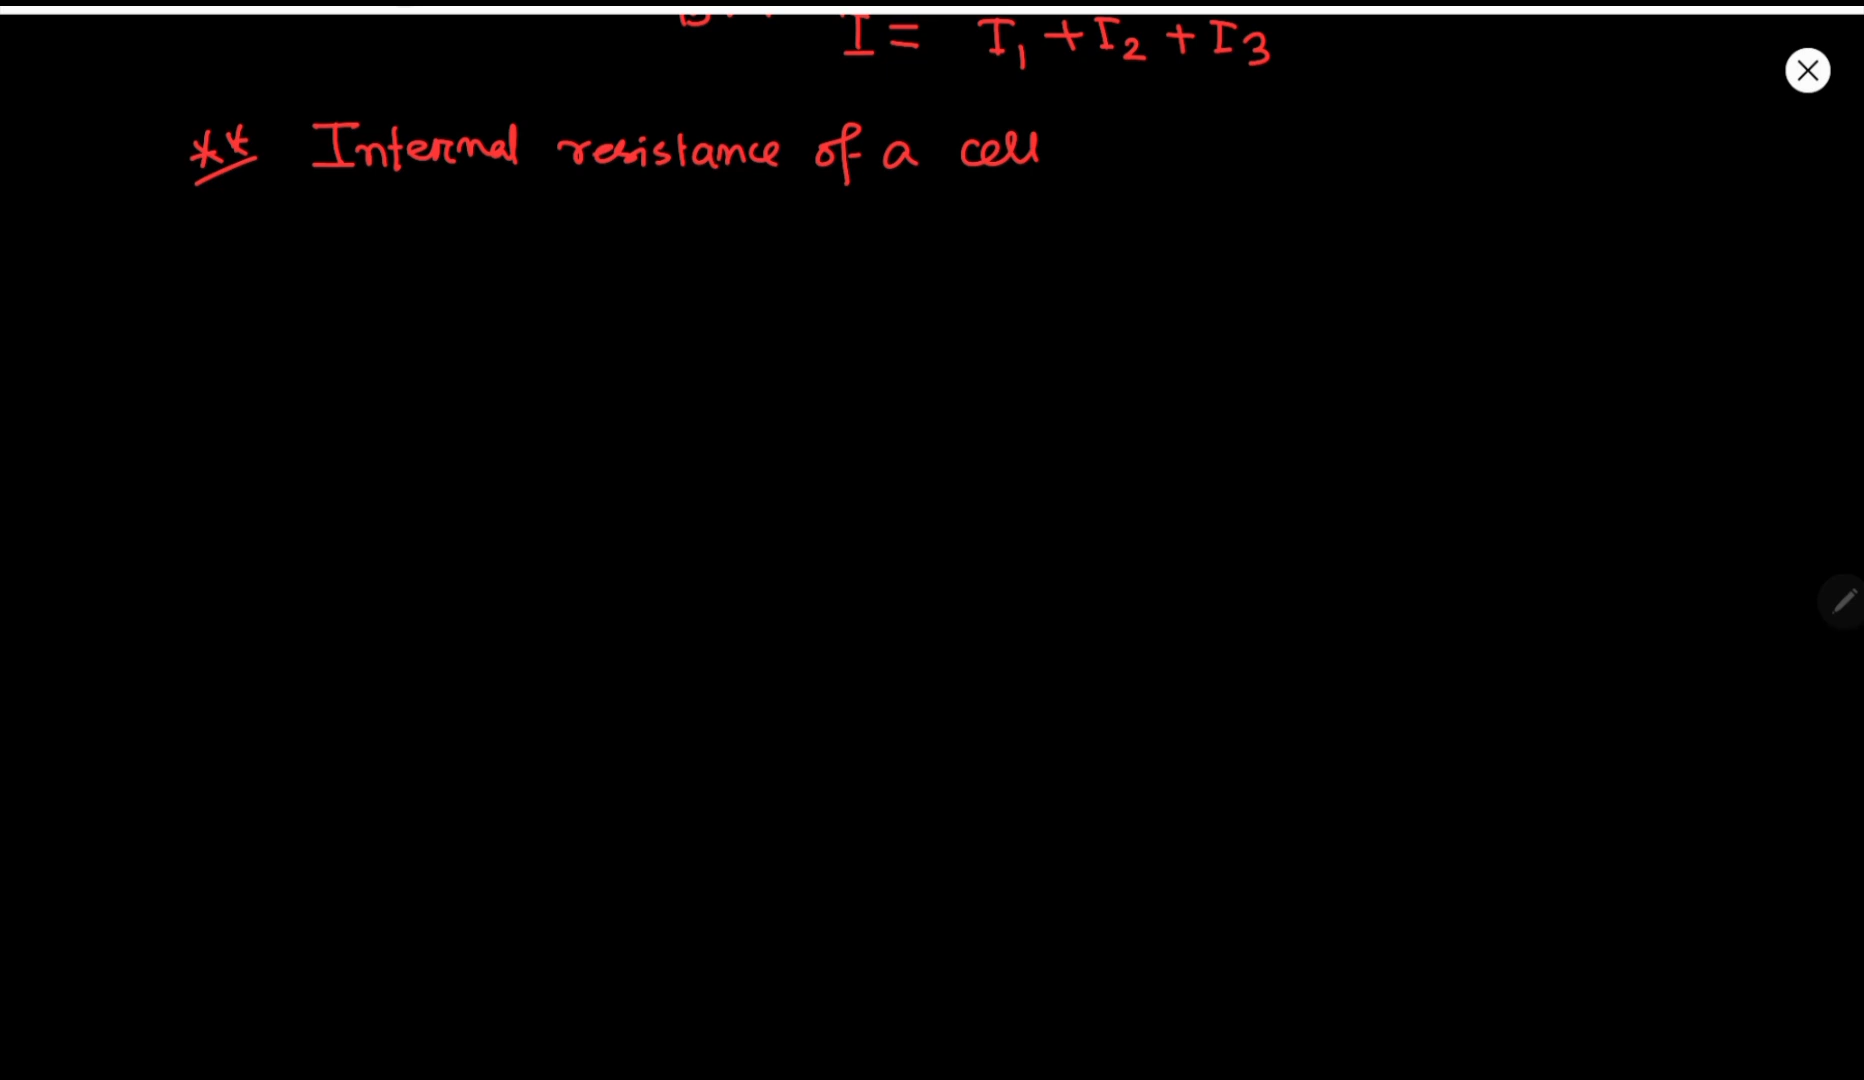 I = I₁ + I₂ + I₃
** Internal resistance of a cell